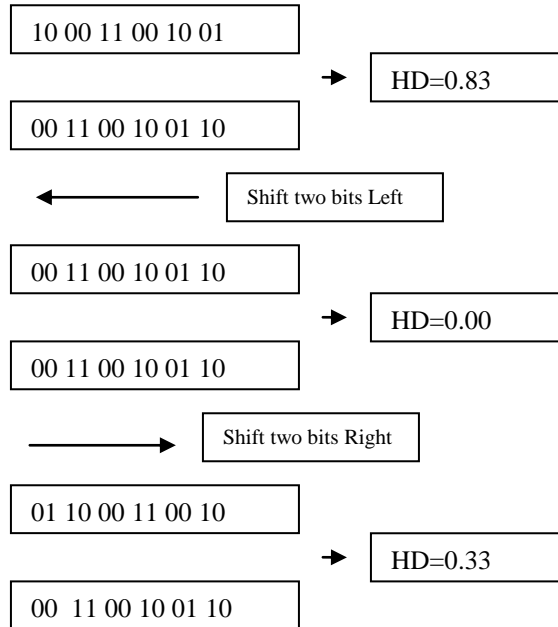 10 00 11 00 10 01
HD=0.83
00 11 00 10 01 10
Shift two bits Left
00 11 00 10 01 10
HD=0.00
00 11 00 10 01 10
Shift two bits Right
01 10 00 11 00 10
HD=0.33
00 11 00 10 01 10